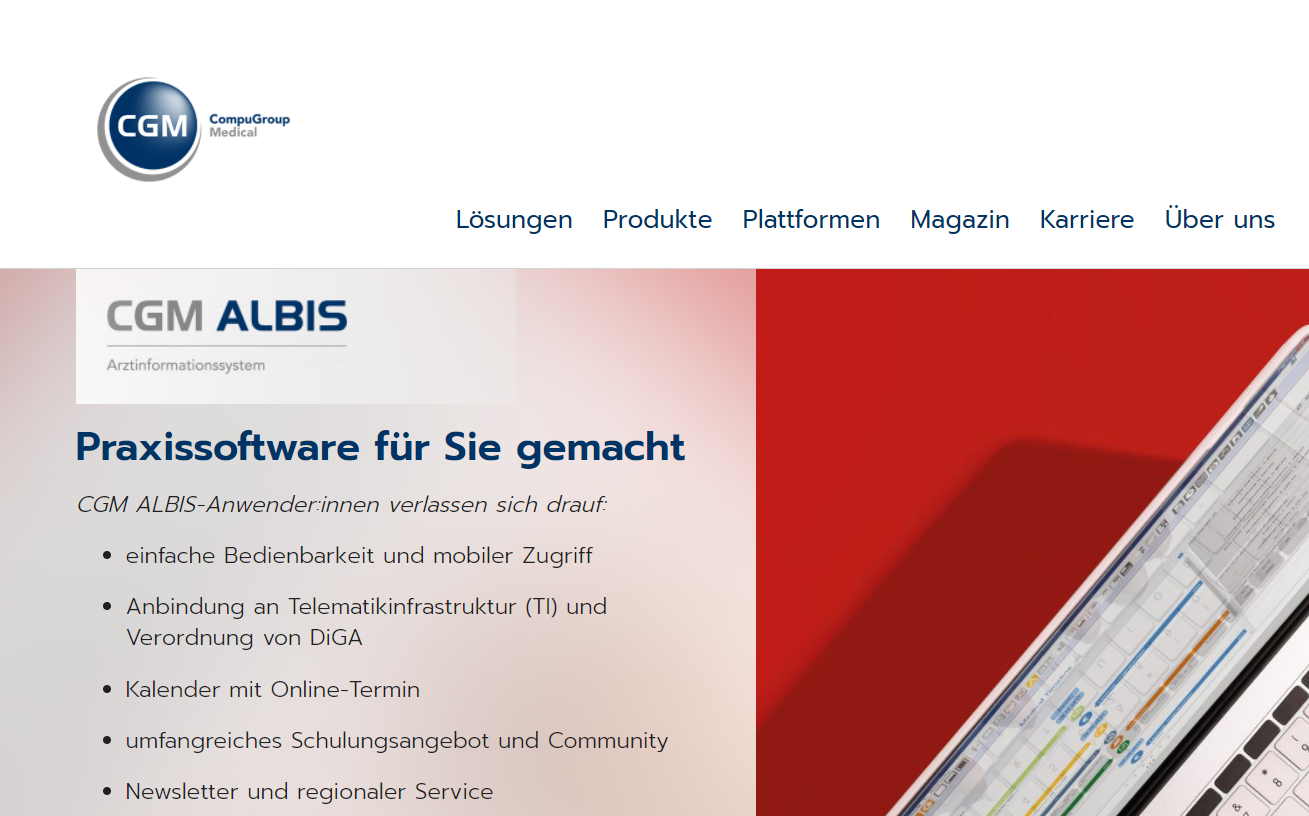 CGM
CompuGroup
Medical
Lösungen Produkte Plattformen Magazin Karriere Über uns
CGM ALBIS
Arztinformationssystem
Praxissoftware für Sie gemacht
CGM ALBIS-Anwender:innen verlassen sich drauf:
• einfache Bedienbarkeit und mobiler Zugriff
• Anbindung an Telematikinfrastruktur (TI) und
Verordnung von DiGA
• Kalender mit Online-Termin
• umfangreiches Schulungsangebot und Community
• Newsletter und regionaler Service